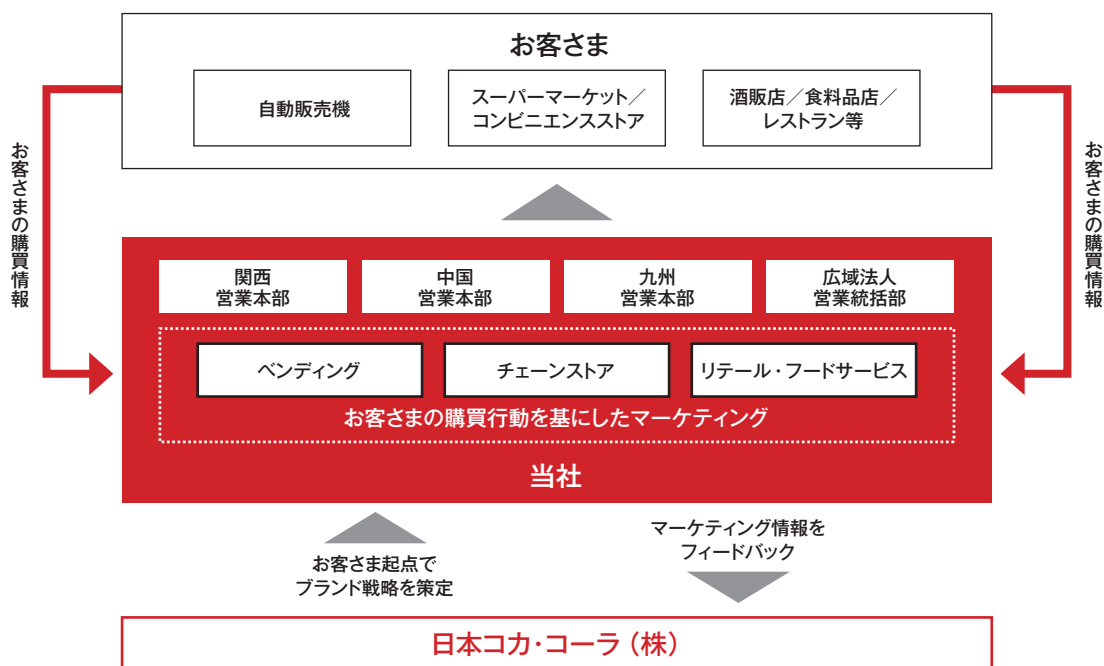 お客さま
自動販売機
スーパーマーケット／
コンビニエンスストア
酒販店／食料品店／
レストラン等
お客さまの購買情報
お客さまの購買情報
関西
営業本部
中国
営業本部
九州
営業本部
広域法人
営業統括部
ベンディング
チェーンストア
リテール・フードサービス
お客さまの購買行動を基にしたマーケティング
当社
お客さま起点で
ブランド戦略を策定
マーケティング情報を
フィードバック
日本コカ・コーラ（株）